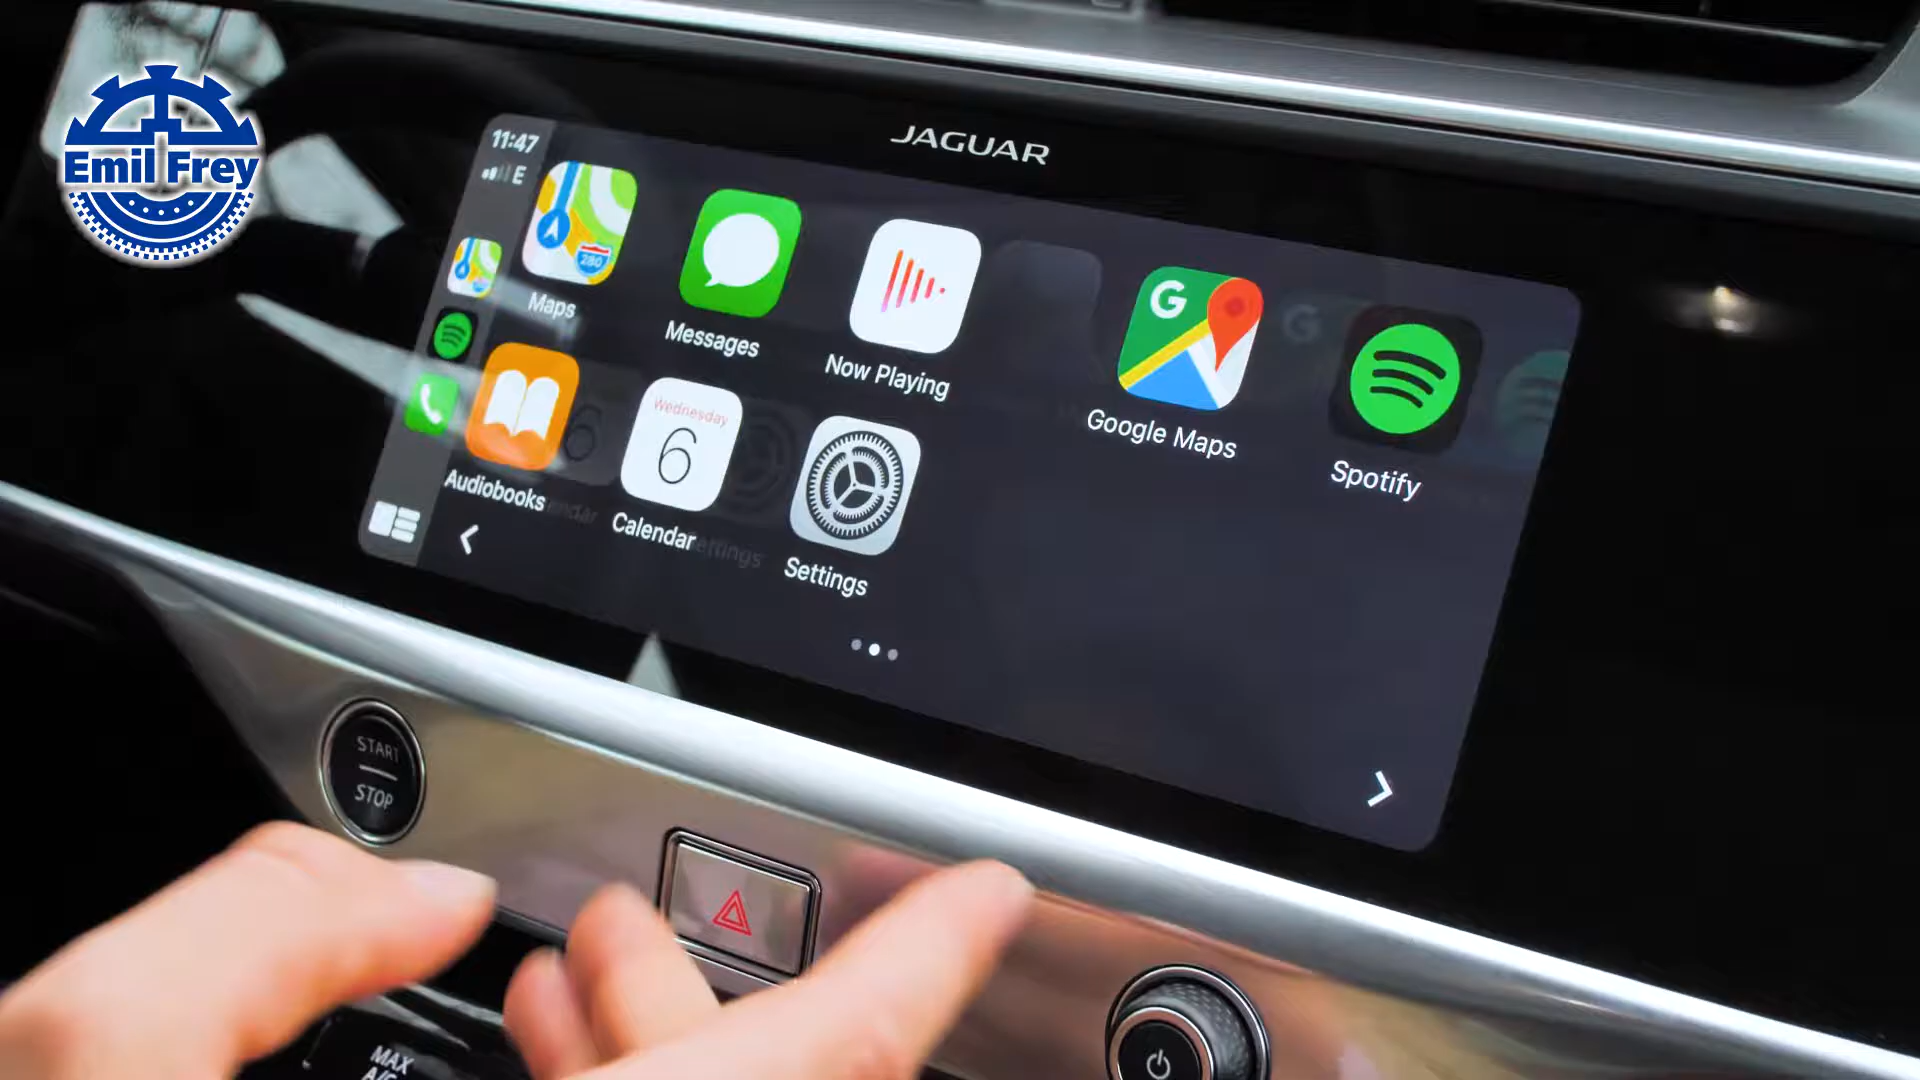 Emil Frey
JAGUAR
11:47
E
280
Maps
Messages
Now Playing
G
Google Maps
Spotify
Audiobooks
Wednesday
6
Calendar
Settings
START
STOP
MAX
A/C